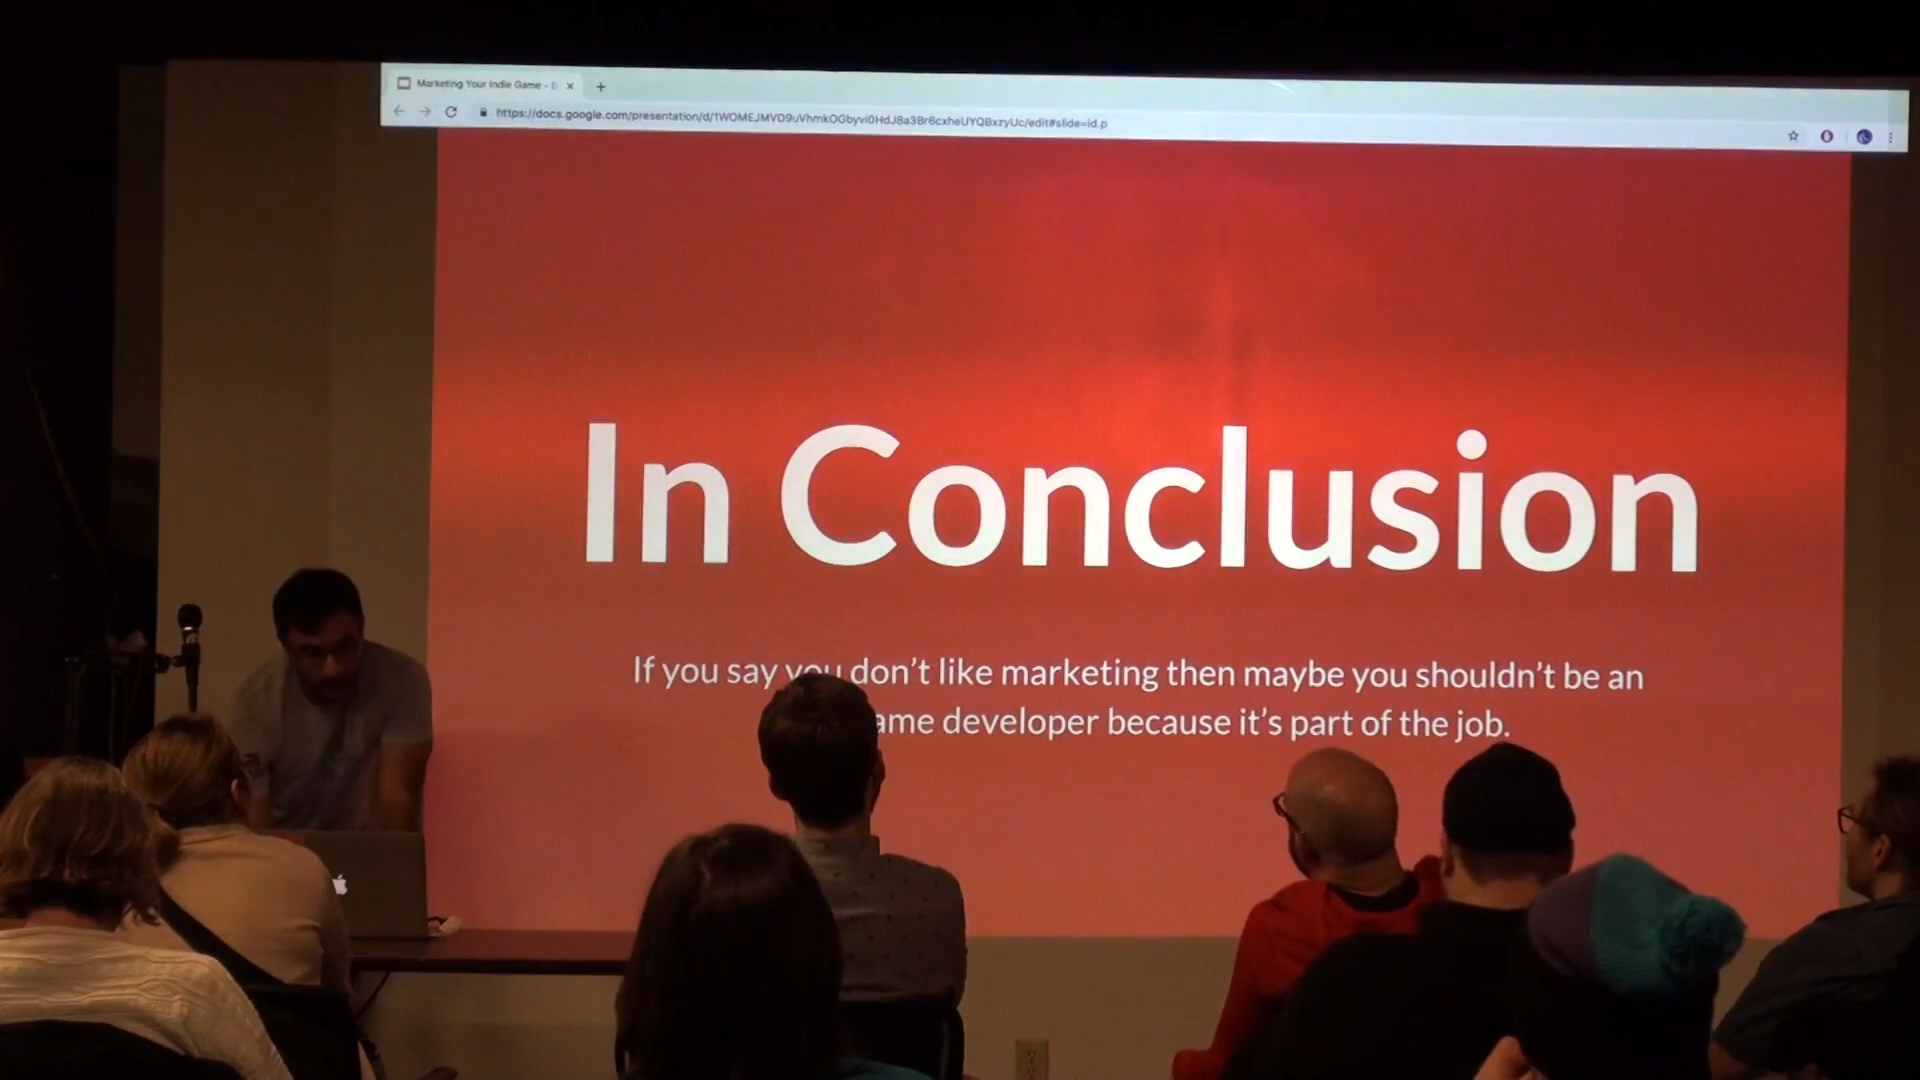 Marketing Your Indie Game - E
https://docs.google.com/presentation/d/1WOMEJMVD9uVhmkOGbyvi0HdJ8a3Br6cxheUYQBxzyUc/edit#slide=id.p
In Conclusion
If you say you don't like marketing then maybe you shouldn't be an
ame developer because it's part of the job.